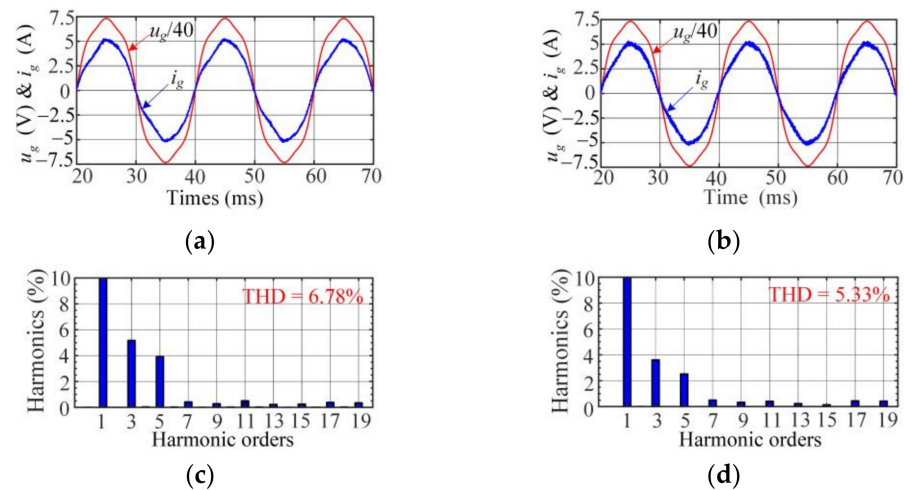 u_g (V) & i_g (A)
7.5
5
2.5
0
−2.5
−5
−7.5
u_g/40
i_g
20 30 40 50 60 70
Times (ms)
(a)
u_g (V) & i_g (A)
7.5
5
2.5
0
−2.5
−5
−7.5
u_g/40
i_g
20 30 40 50 60 70
Time (ms)
(b)
Harmonics (%)
10
8
6
4
2
0
THD = 6.78%
1 3 5 7 9 11 13 15 17 19
Harmonic orders
(c)
Harmonics (%)
10
8
6
4
2
0
THD = 5.33%
1 3 5 7 9 11 13 15 17 19
Harmonic orders
(d)